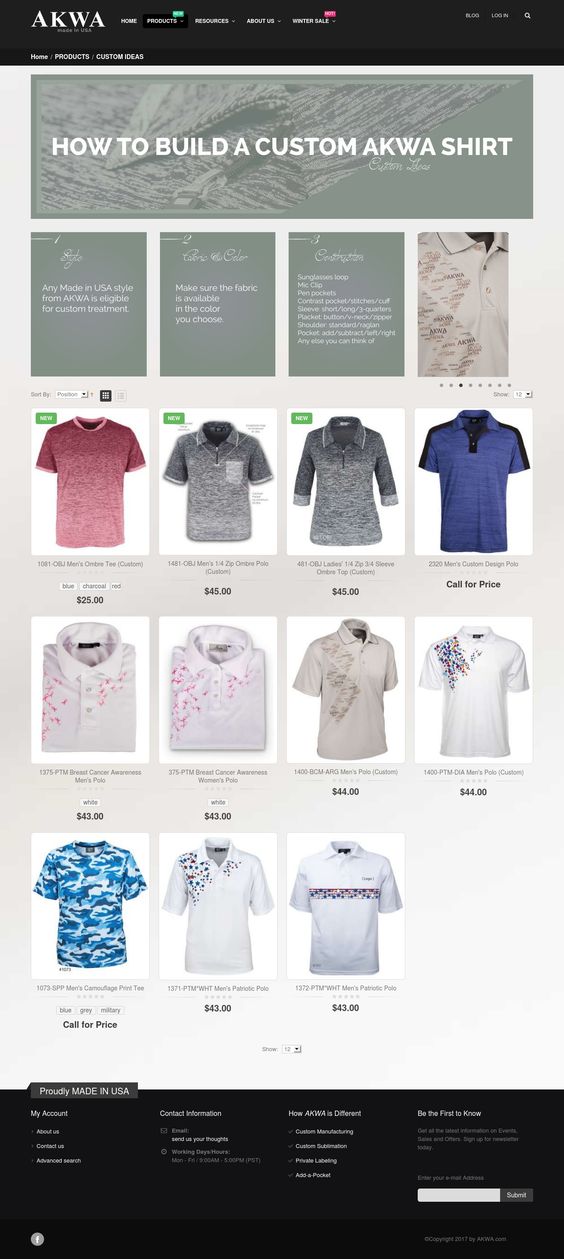 AKWA
made in USA
HOME
PRODUCTS
NEW
RESOURCES
ABOUT US
WINTER SALE
HOT!
BLOG
LOG IN
Home / PRODUCTS / CUSTOM IDEAS
HOW TO BUILD A CUSTOM AKWA SHIRT
Custom Ideas
1
Style
Any Made in USA style
from AKWA is eligible
for custom treatment.
2
Fabric & Color
Make sure the fabric
is available
in the color
you choose.
3
Construction
Sunglasses loop
Mic Clip
Pen pockets
Contrast pocket/stitches/cuff
Sleeve: short/long/3-quarters
Placket: button/v-neck/zipper
Shoulder: standard/raglan
Pocket: add/subtract/left/right
Any else you can think of
Sort By: Position
Show: 12
NEW
NEW
NEW
1081-OBJ Men's Ombre Tee (Custom)
blue charcoal red
$25.00
1481-OBJ Men's 1/4 Zip Ombre Polo
(Custom)
$45.00
481-OBJ Ladies' 1/4 Zip 3/4 Sleeve
Ombre Top (Custom)
$45.00
2320 Men's Custom Design Polo
Call for Price
1375-PTM Breast Cancer Awareness
Men's Polo
white
$43.00
375-PTM Breast Cancer Awareness
Women's Polo
white
$43.00
1400-BCM-ARG Men's Polo (Custom)
$44.00
1400-PTM-DIA Men's Polo (Custom)
$44.00
#1073
1073-SPP Men's Camouflage Print Tee
blue grey military
Call for Price
1371-PTM*WHT Men's Patriotic Polo
$43.00
(Logo)
1372-PTM*WHT Men's Patriotic Polo
$43.00
Show: 12
Proudly MADE IN USA
My Account
About us
Contact us
Advanced search
Contact Information
Email:
send us your thoughts
Working Days/Hours:
Mon - Fri / 9:00AM - 5:00PM (PST)
How AKWA is Different
Custom Manufacturing
Custom Sublimation
Private Labeling
Add-a-Pocket
Be the First to Know
Get all the latest information on Events,
Sales and Offers. Sign up for newsletter
today.
Enter your e-mail Address
Submit
©Copyright 2017 by AKWA.com